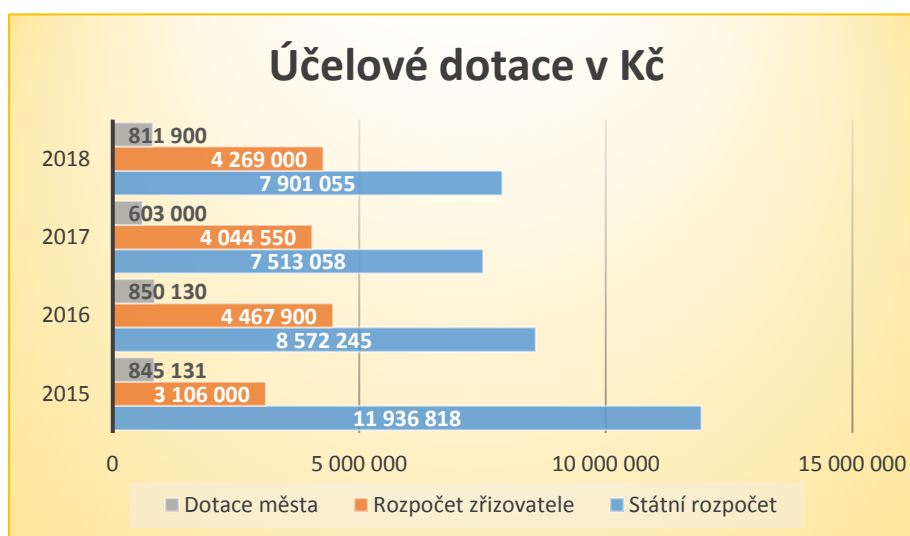 Účelové dotace v Kč
811 900
2018
4 269 000
7 901 055
603 000
2017
4 044 550
7 513 058
850 130
2016
4 467 900
8 572 245
845 131
2015
3 106 000
11 936 818
0 5 000 000 10 000 000 15 000 000
Dotace města Rozpočet zřizovatele Státní rozpočet